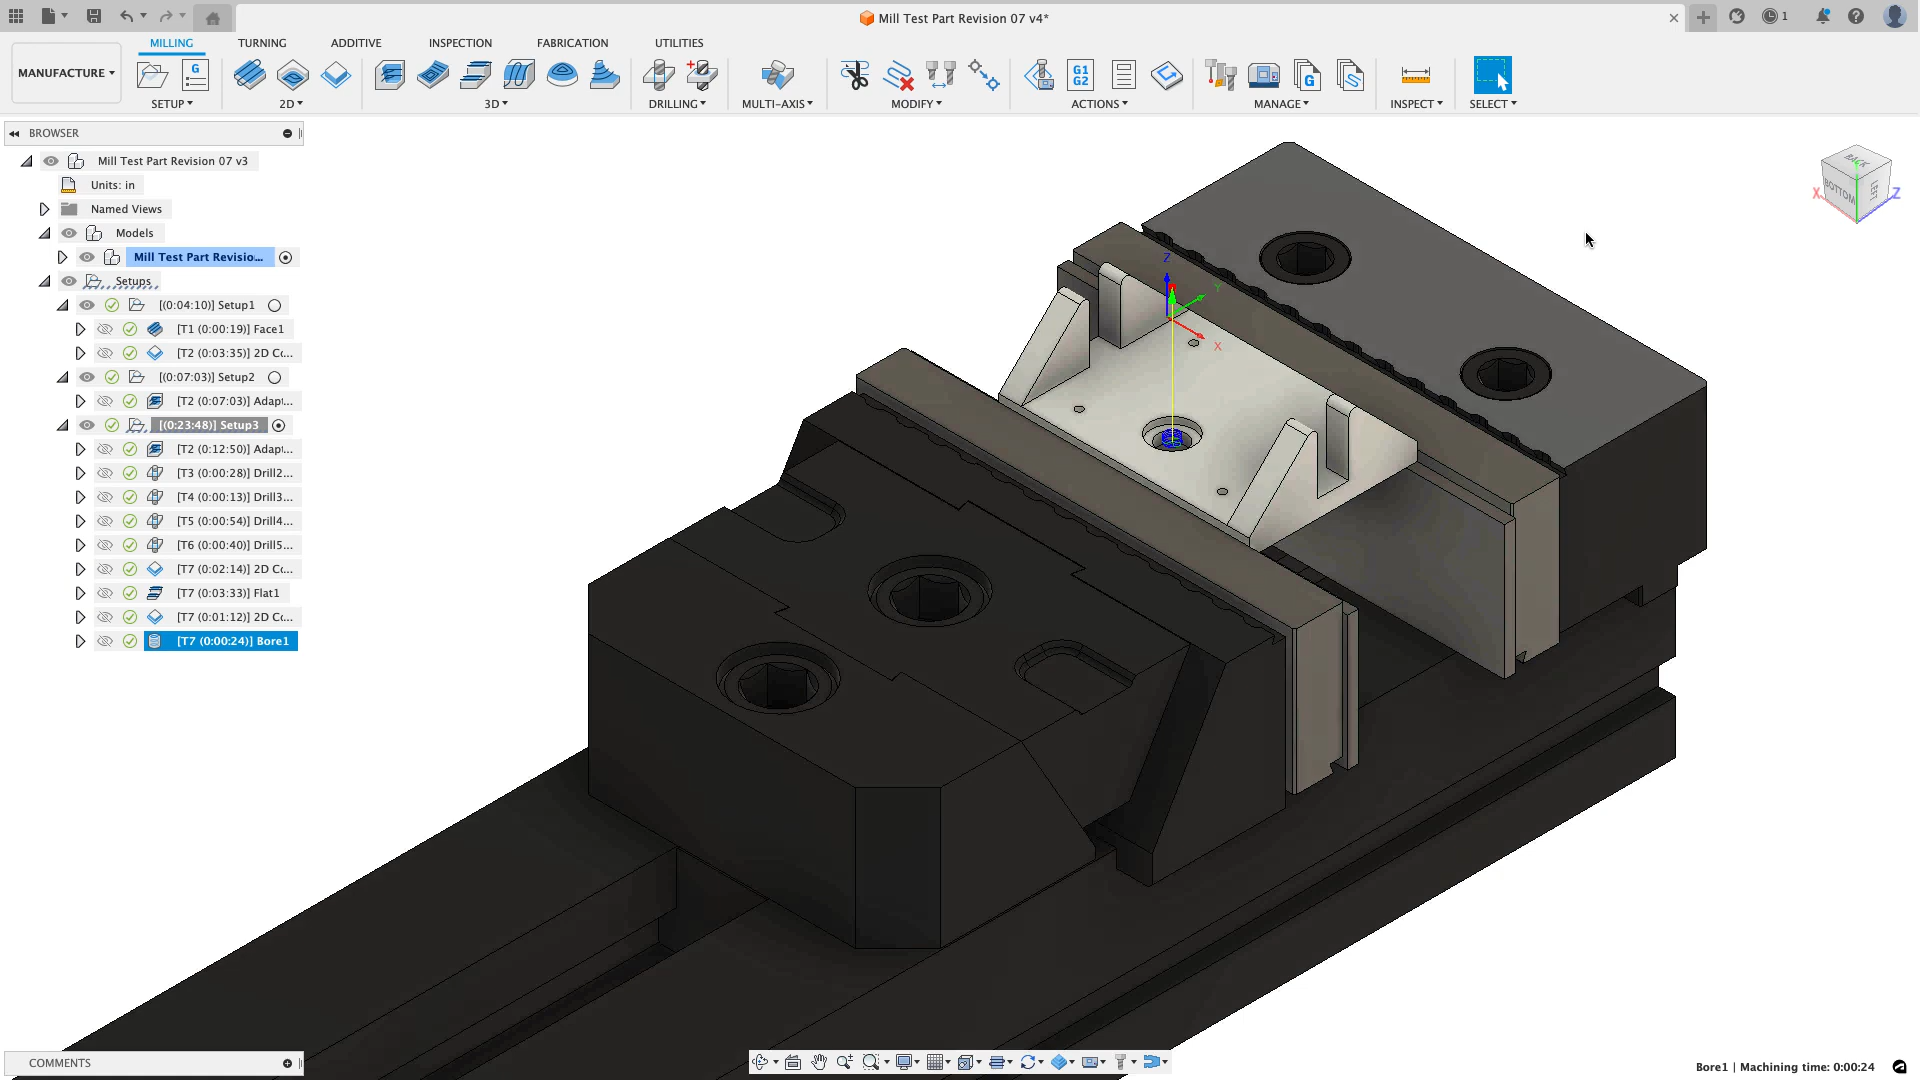 Mill Test Part Revision 07 v4*
1
MANUFACTURE
MILLING
TURNING
ADDITIVE
INSPECTION
FABRICATION
UTILITIES
G
G1
G2
G
SETUP
2D
3D
DRILLING
MULTI-AXIS
MODIFY
ACTIONS
MANAGE
INSPECT
SELECT
BROWSER
Mill Test Part Revision 07 v3
Units: in
Named Views
Models
Mill Test Part Revisio...
Setups
[(0:04:10)] Setup1
[T1 (0:00:19)] Face1
[T2 (0:03:35)] 2D Co...
[(0:07:03)] Setup2
[T2 (0:07:03)] Adapt...
[(0:23:48)] Setup3
[T2 (0:12:50)] Adapt...
[T3 (0:00:28)] Drill2...
[T4 (0:00:13)] Drill3...
[T5 (0:00:54)] Drill4...
[T6 (0:00:40)] Drill5...
[T7 (0:02:14)] 2D Co...
[T7 (0:03:33)] Flat1
[T7 (0:01:12)] 2D Co...
[T7 (0:00:24)] Bore1
Z
Y
X
BACK
BOTTOM
LEFT
X
Z
COMMENTS
Bore1 | Machining time: 0:00:24